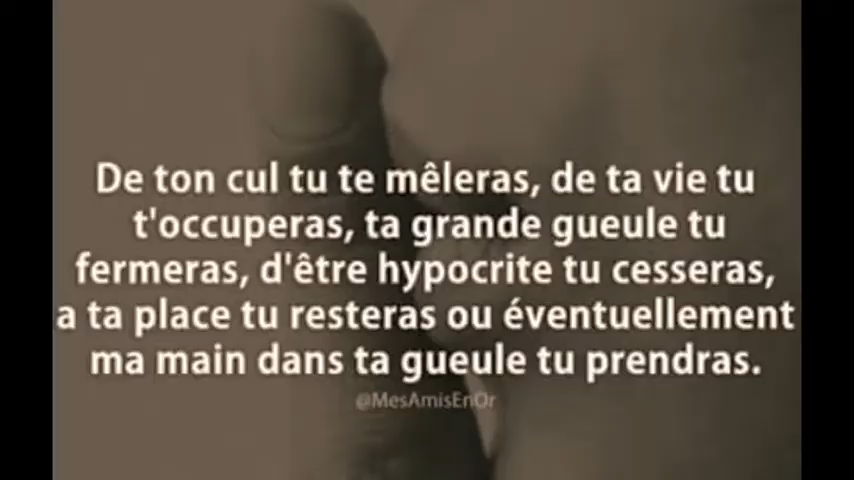 De ton cul tu te mêleras, de ta vie tu
t'occuperas, ta grande gueule tu
fermeras, d'être hypocrite tu cesseras,
a ta place tu resteras ou éventuellement
ma main dans ta gueule tu prendras.
@MesAmisEnOr